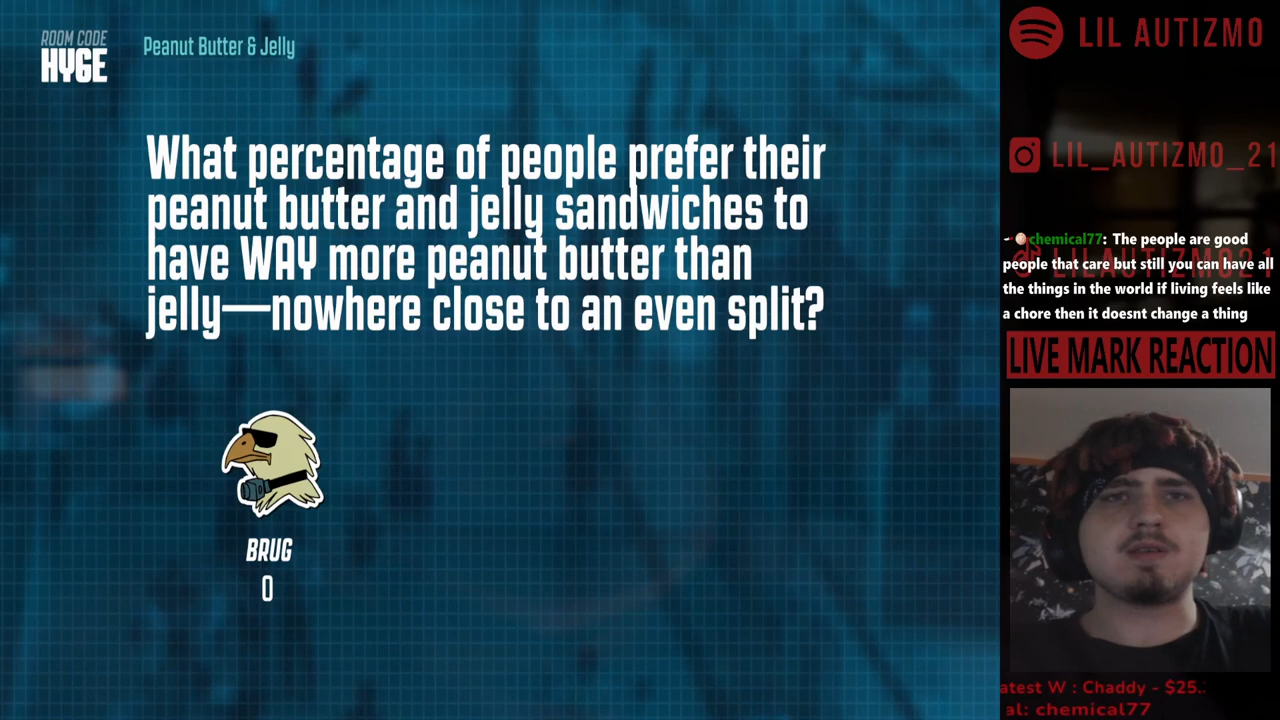 ROOM CODE
HYGE
Peanut Butter & Jelly
What percentage of people prefer their
peanut butter and jelly sandwiches to
have WAY more peanut butter than
jelly—nowhere close to an even split?
BRUG
0
LIL AUTIZMO
LIL_AUTIZMO_21
LILAUTIZMO21
- chemical77: The people are good
people that care but still you can have all
the things in the world if living feels like
a chore then it doesnt change a thing
LIVE MARK REACTION
atest W : Chaddy - $25.
al: chemical77